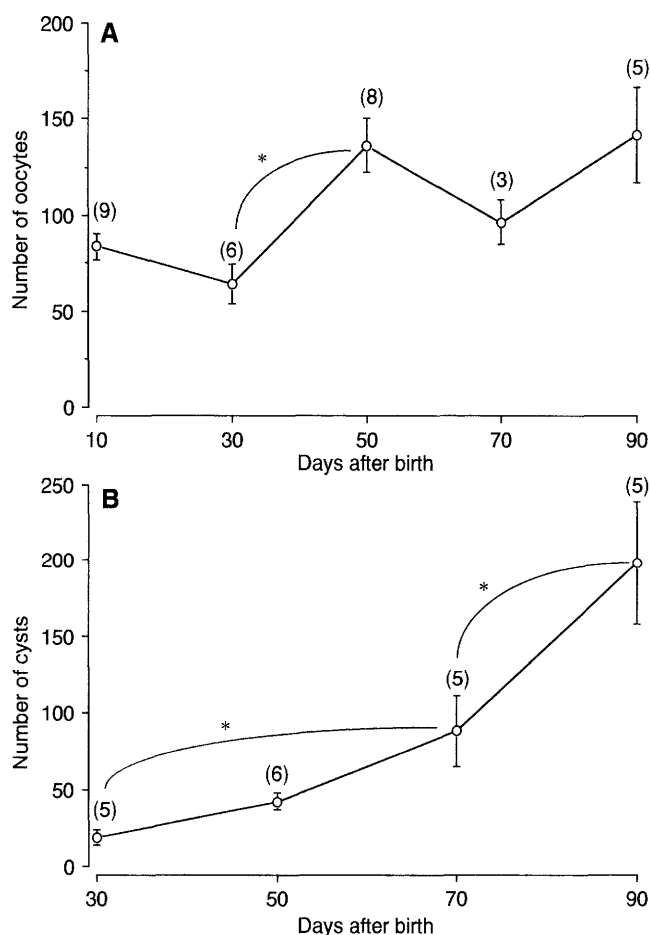 A
Number of oocytes
200
150
100
50
0
(9)
(6)
*
(8)
(3)
(5)
10 30 50 70 90
Days after birth
B
Number of cysts
250
200
150
100
50
0
(5)
*
(6)
(5)
*
(5)
30 50 70 90
Days after birth